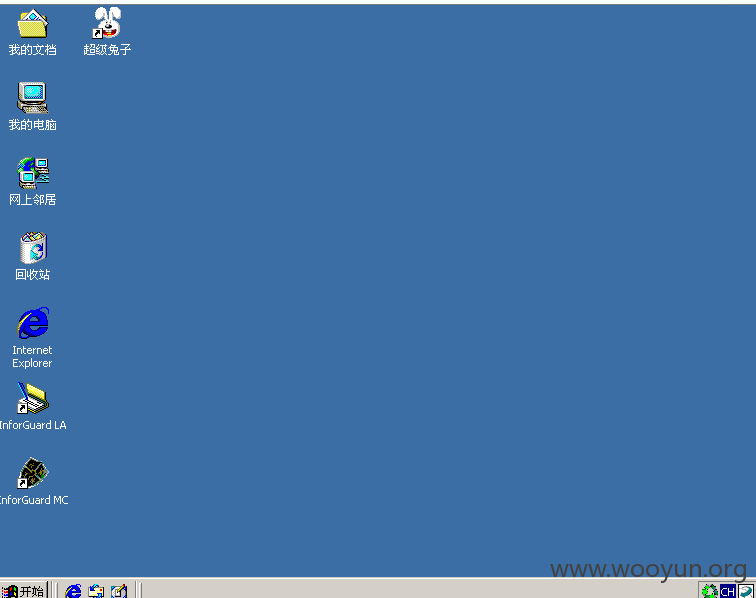 我的文档
超级兔子
我的电脑
网上邻居
回收站
Internet
Explorer
InforGuard LA
InforGuard MC
www.wooyun.org
开始
CH